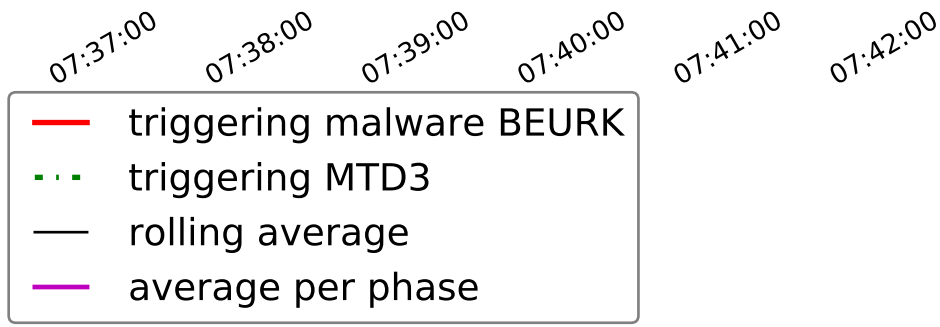 07:37:00 07:38:00 07:39:00 07:40:00 07:41:00 07:42:00
triggering malware BEURK
triggering MTD3
rolling average
average per phase